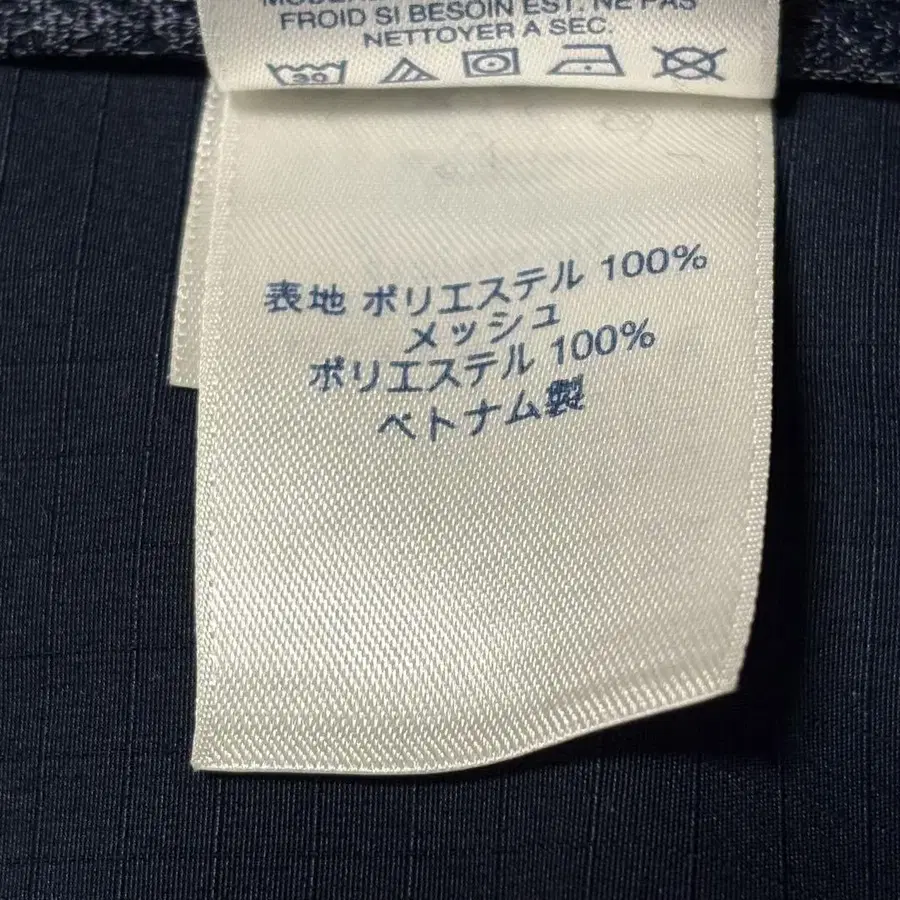 FROID SI BESOIN EST. NE PAS
NETTOYER A SEC.
30
表地 ポリエステル 100%
メッシュ
ポリエステル 100%
ベトナム製